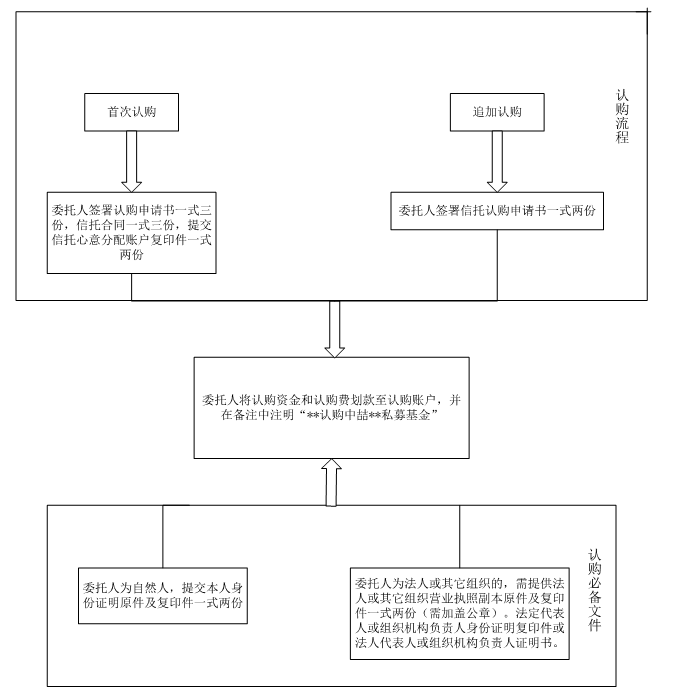 首次认购
追加认购
认购流程
委托人签署认购申请书一式三
份，信托合同一式三份，提交
信托心意分配账户复印件一式
两份
委托人签署信托认购申请书一式两份
委托人将认购资金和认购费划款至认购账户，并
在备注中注明“**认购中喆**私募基金”
委托人为自然人，提交本人身
份证明原件及复印件一式两份
委托人为法人或其它组织的，需提供法
人或其它组织营业执照副本原件及复印
件一式两份（需加盖公章）。法定代表
人或组织机构负责人身份证明复印件或
法人代表人或组织机构负责人证明书。
认购必备文件